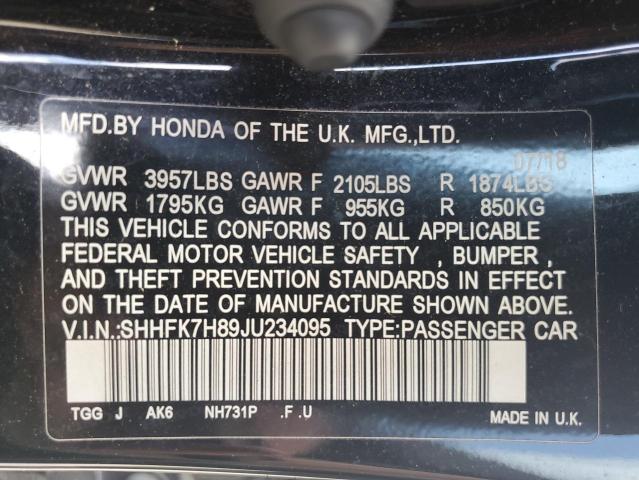 MFD.BY HONDA OF THE U.K. MFG.,LTD.
07/18
GVWR 3957LBS GAWR F 2105LBS R 1874LBS
GVWR 1795KG GAWR F 955KG R 850KG
THIS VEHICLE CONFORMS TO ALL APPLICABLE
FEDERAL MOTOR VEHICLE SAFETY , BUMPER ,
AND THEFT PREVENTION STANDARDS IN EFFECT
ON THE DATE OF MANUFACTURE SHOWN ABOVE.
V.I.N.:SHHFK7H89JU234095 TYPE:PASSENGER CAR
TGG J AK6 NH731P .F .U
MADE IN U.K.